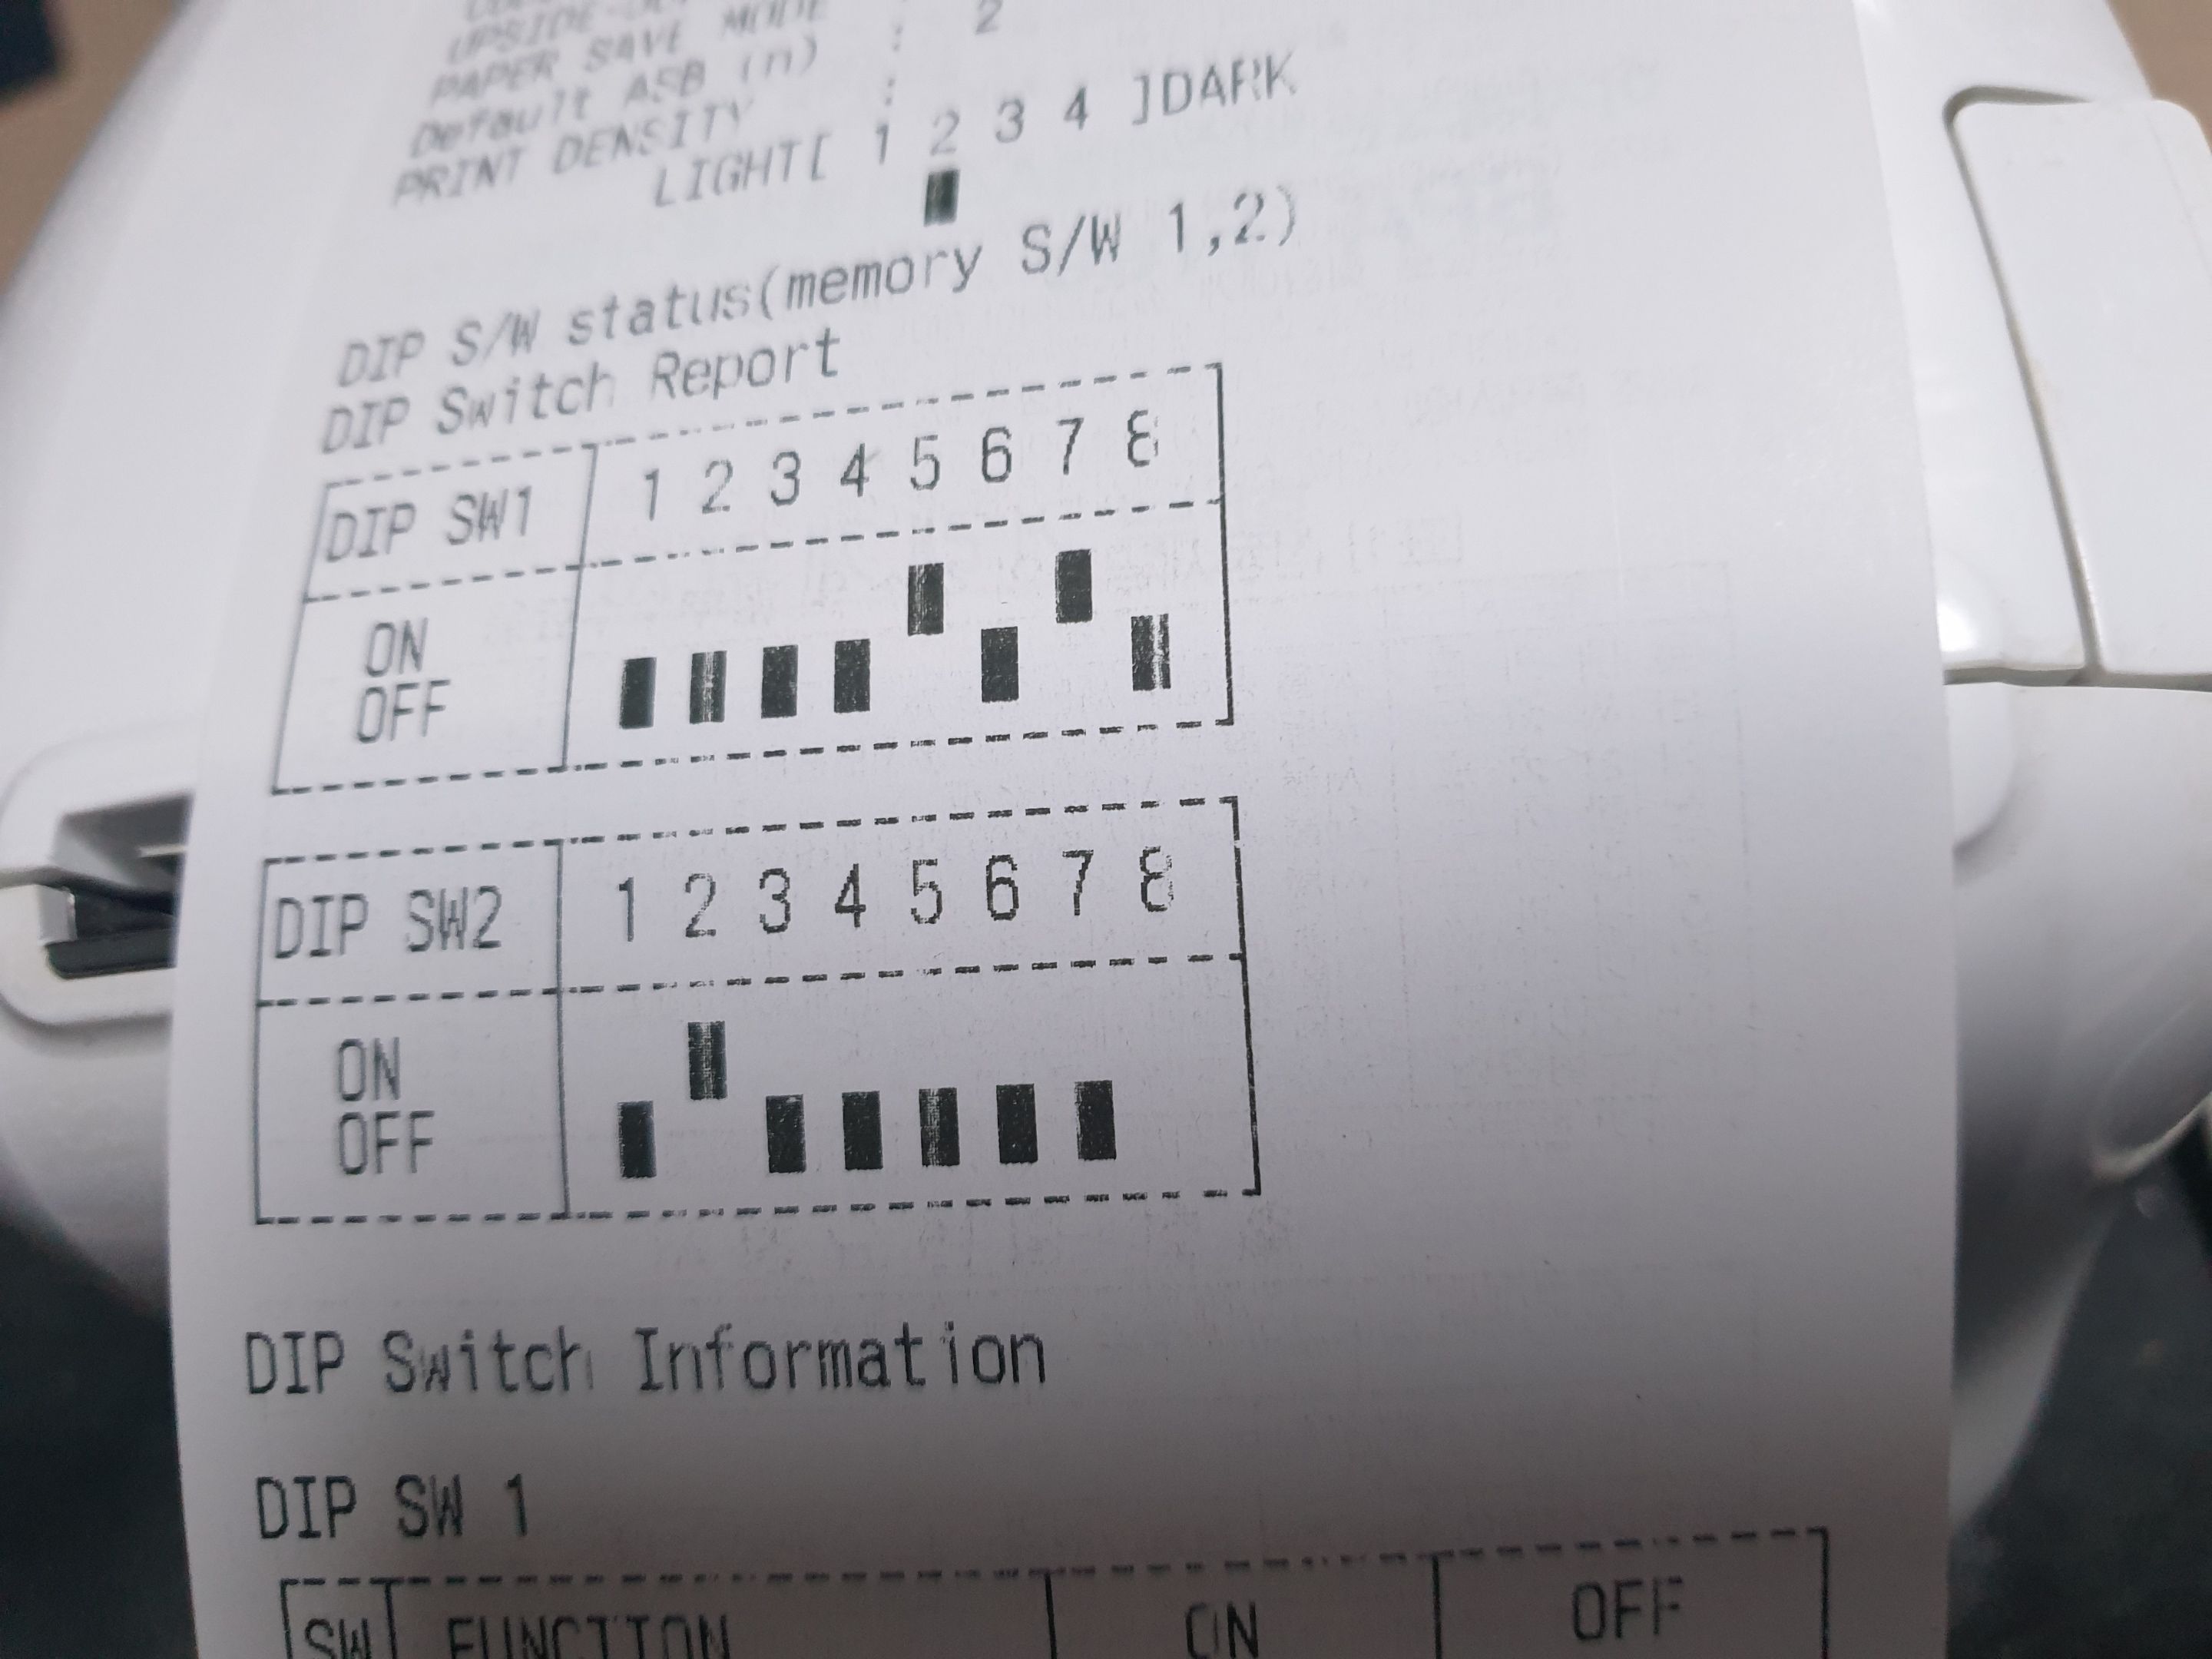 UPSIDE-
PAPER SAVE MODE :
Default ASB (n) : 2
PRINT DENSITY :
LIGHT[ 1 2 3 4 ]DARK
DIP S/W status(memory S/W 1,2)
DIP Switch Report
DIP SW1 1 2 3 4 5 6 7 8
ON
OFF
DIP SW2 1 2 3 4 5 6 7 8
ON
OFF
DIP Switch Information
DIP SW 1
SW FUNCTION ON OFF